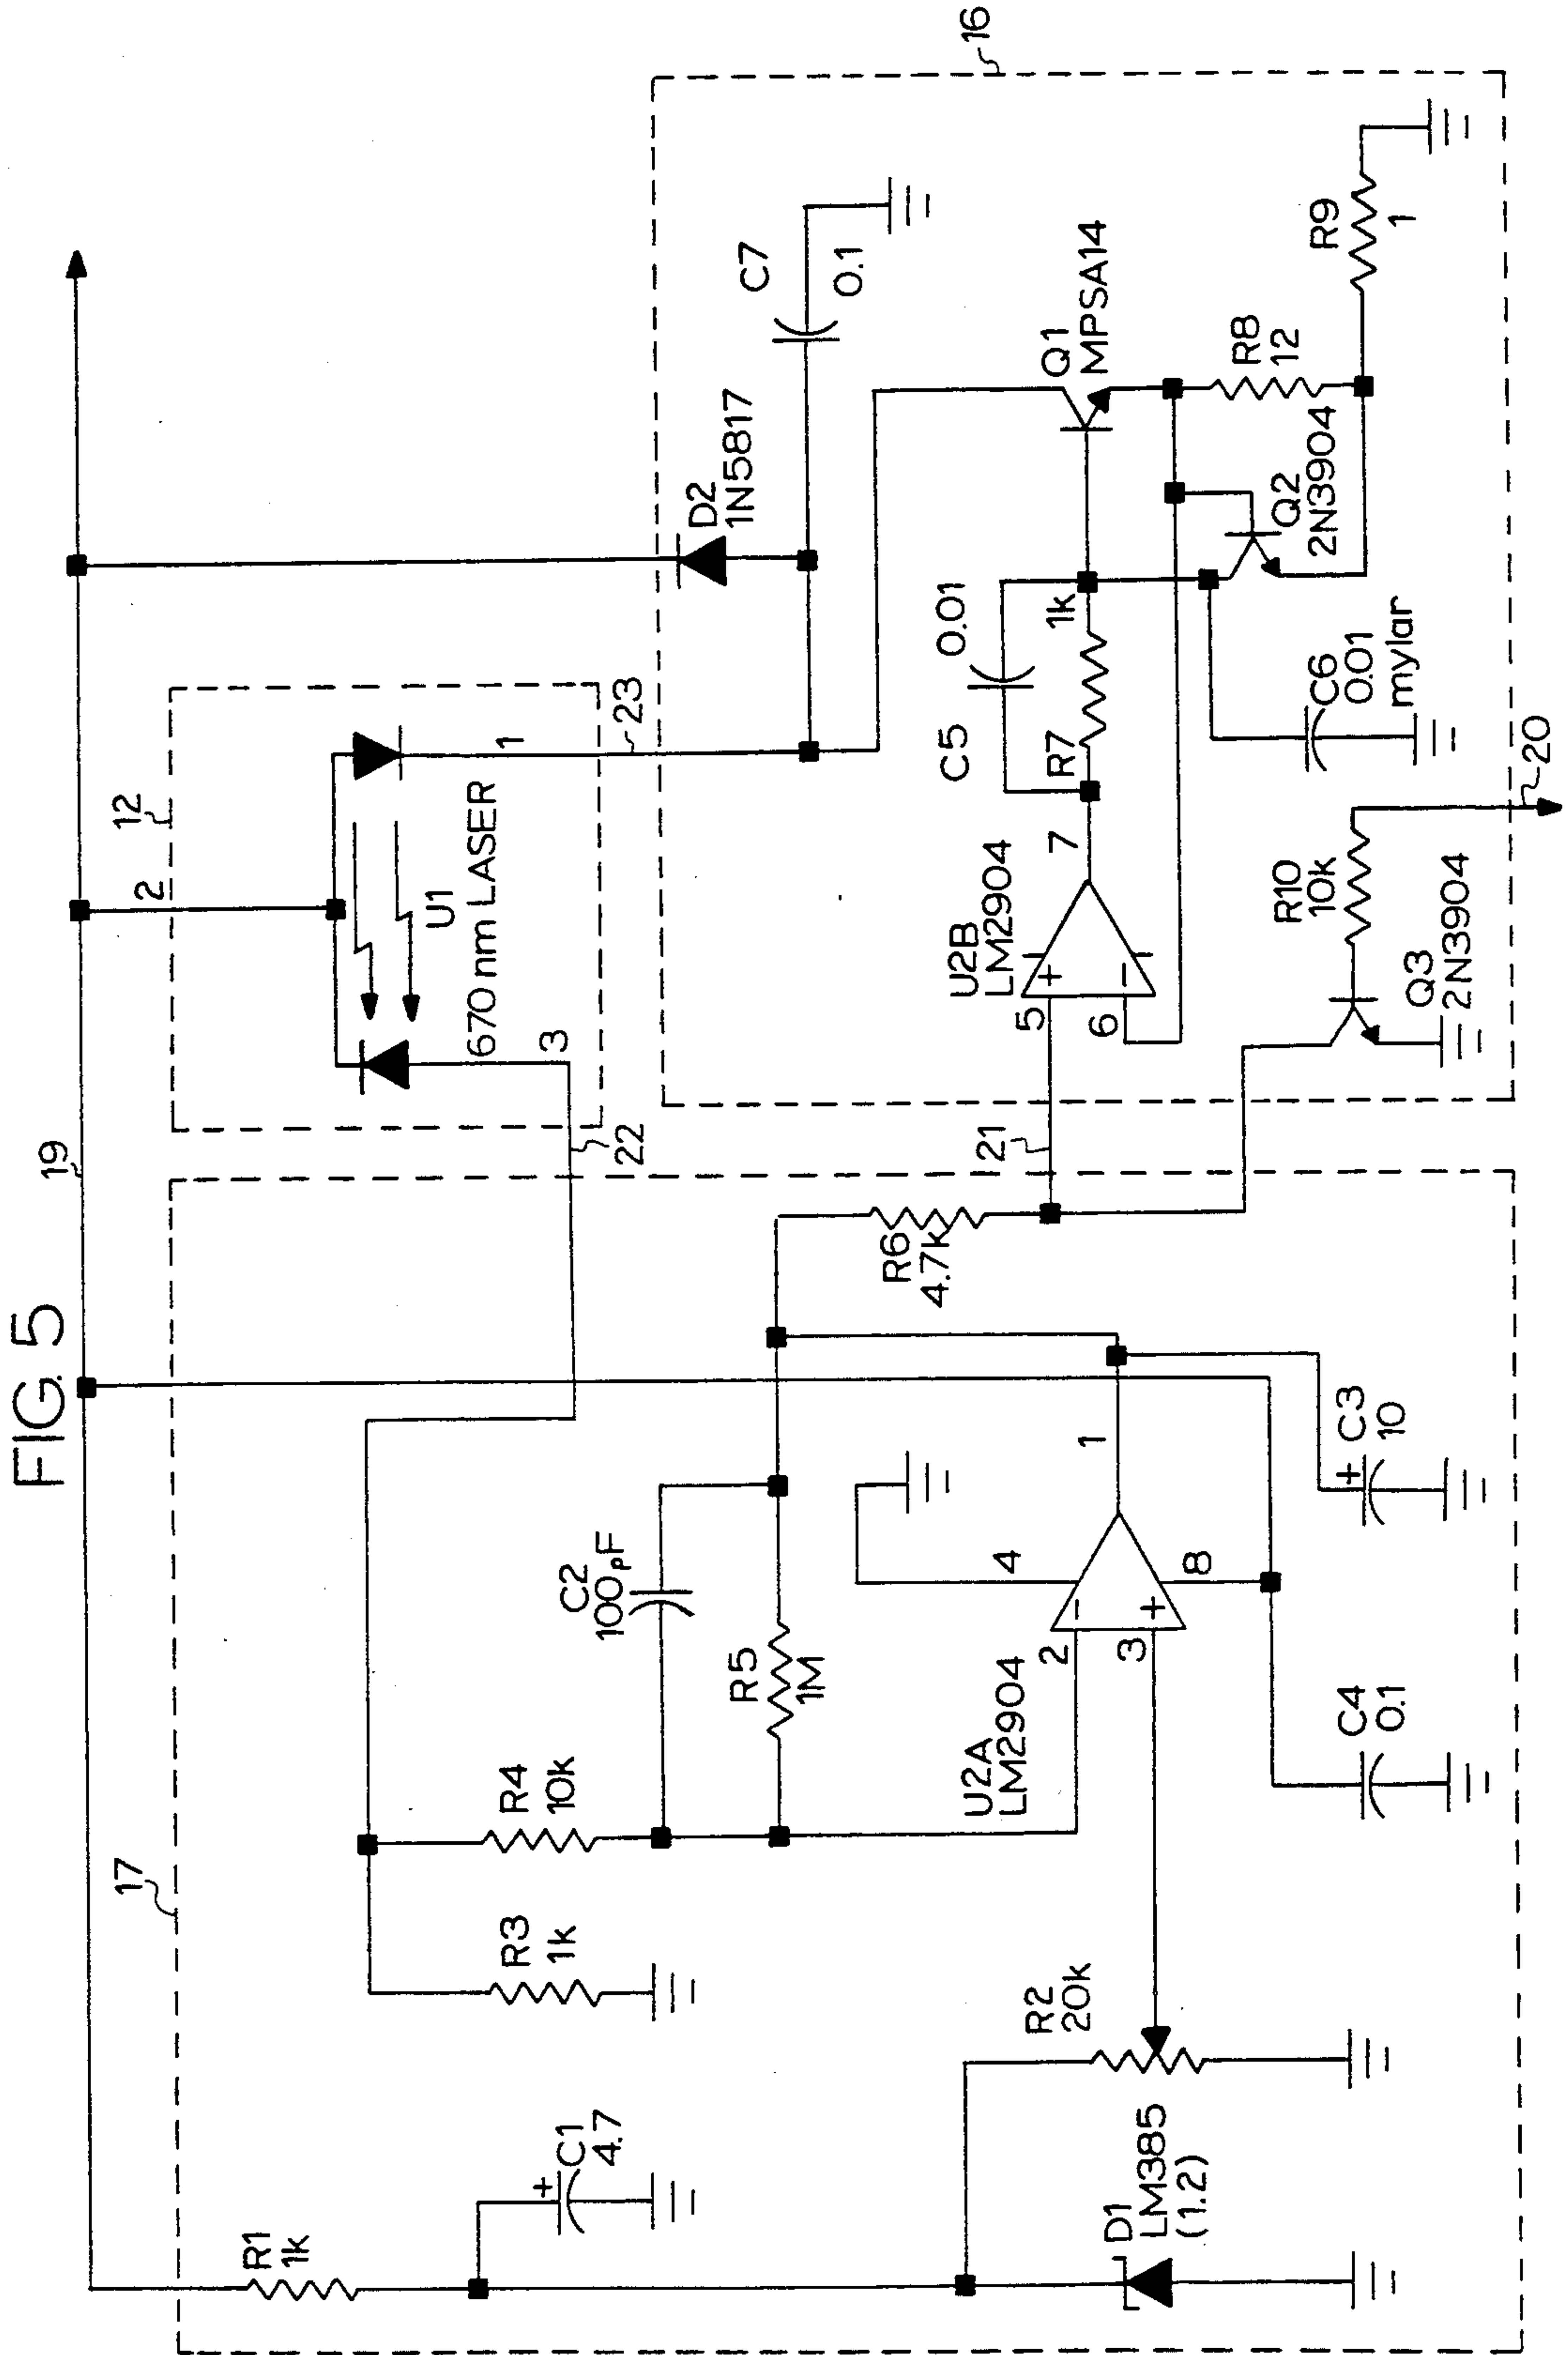 FIG. 5
19
17
R1
1k
+
C1
4.7
D1
LM385
(1.2)
R2
20k
R3
1k
R4
10k
C2
100pF
R5
1M
U2A
LM2904
2
−
3
+
4
8
1
C4
0.1
+
C3
10
R6
4.7k
22
21
12
2
U1
670 nm LASER
3
1
23
16
D2
1N5817
C7
0.1
U2B
LM2904
5
+
6
−
7
C5
0.01
R7
1k
Q1
MPSA14
R8
12
R9
1
Q2
2N3904
C6
0.01
mylar
R10
10k
Q3
2N3904
20